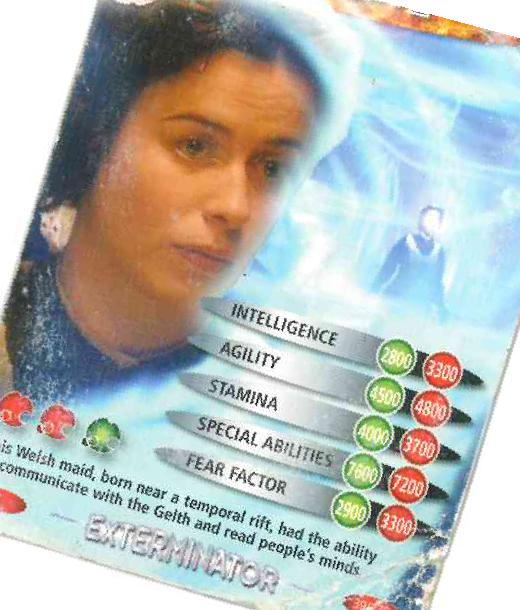 INTELLIGENCE 2800 3300
AGILITY 4500 4800
STAMINA 4000 3700
SPECIAL ABILITIES 7600 7200
FEAR FACTOR 2900 3300
is Welsh maid, born near a temporal rift, had the ability
communicate with the Gelth and read people's minds
EXTERMINATOR